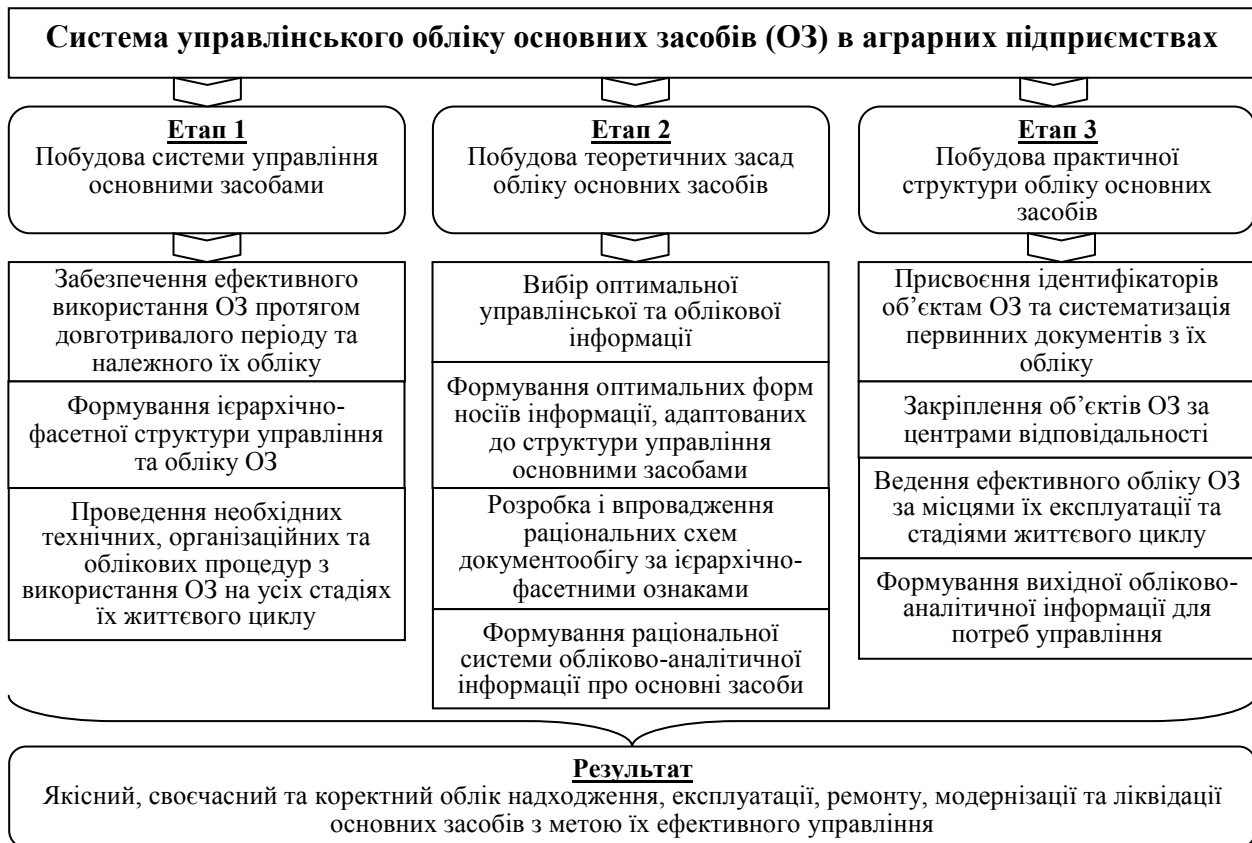 Система управлінського обліку основних засобів (ОЗ) в аграрних підприємствах
Етап 1
Побудова системи управління
основними засобами
Етап 2
Побудова теоретичних засад
обліку основних засобів
Етап 3
Побудова практичної
структури обліку основних
засобів
Забезпечення ефективного
використання ОЗ протягом
довготривалого періоду та
належного їх обліку
Формування ієрархічно-
фасетної структури управління
та обліку ОЗ
Проведення необхідних
технічних, організаційних та
облікових процедур з
використання ОЗ на усіх стадіях
їх життєвого циклу
Вибір оптимальної
управлінської та облікової
інформації
Формування оптимальних форм
носіїв інформації, адаптованих
до структури управління
основними засобами
Розробка і впровадження
раціональних схем
документообігу за ієрархічно-
фасетними ознаками
Формування раціональної
системи обліково-аналітичної
інформації про основні засоби
Присвоєння ідентифікаторів
об’єктам ОЗ та систематизація
первинних документів з їх
обліку
Закріплення об’єктів ОЗ за
центрами відповідальності
Ведення ефективного обліку ОЗ
за місцями їх експлуатації та
стадіями життєвого циклу
Формування вихідної обліково-
аналітичної інформації для
потреб управління
Результат
Якісний, своєчасний та коректний облік надходження, експлуатації, ремонту, модернізації та ліквідації
основних засобів з метою їх ефективного управління